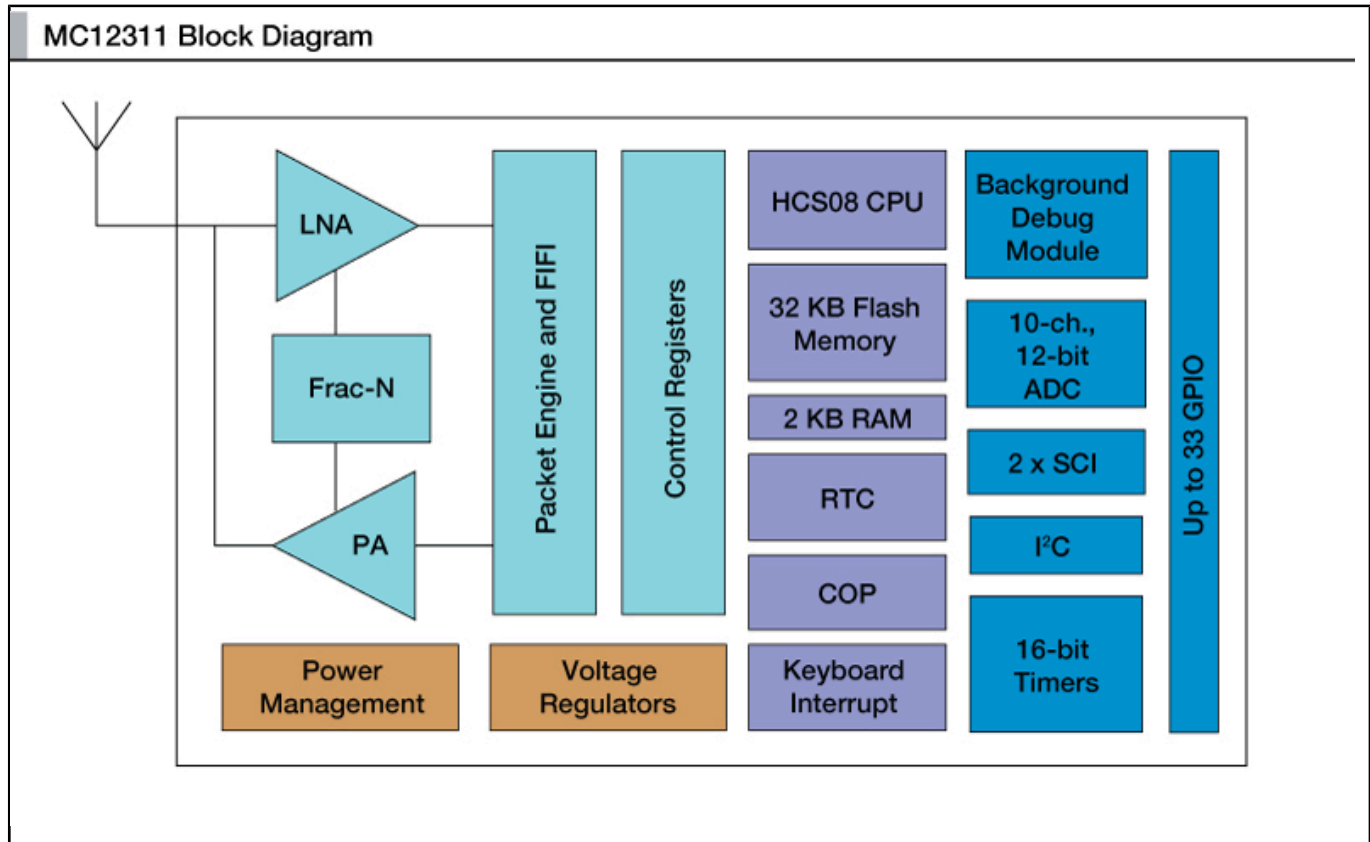 MC12311 Block Diagram
LNA
Frac-N
PA
Packet Engine and FIFI
Control Registers
Power
Management
Voltage
Regulators
HCS08 CPU
32 KB Flash
Memory
2 KB RAM
RTC
COP
Keyboard
Interrupt
Background
Debug
Module
10-ch.,
12-bit
ADC
2 x SCI
I²C
16-bit
Timers
Up to 33 GPIO